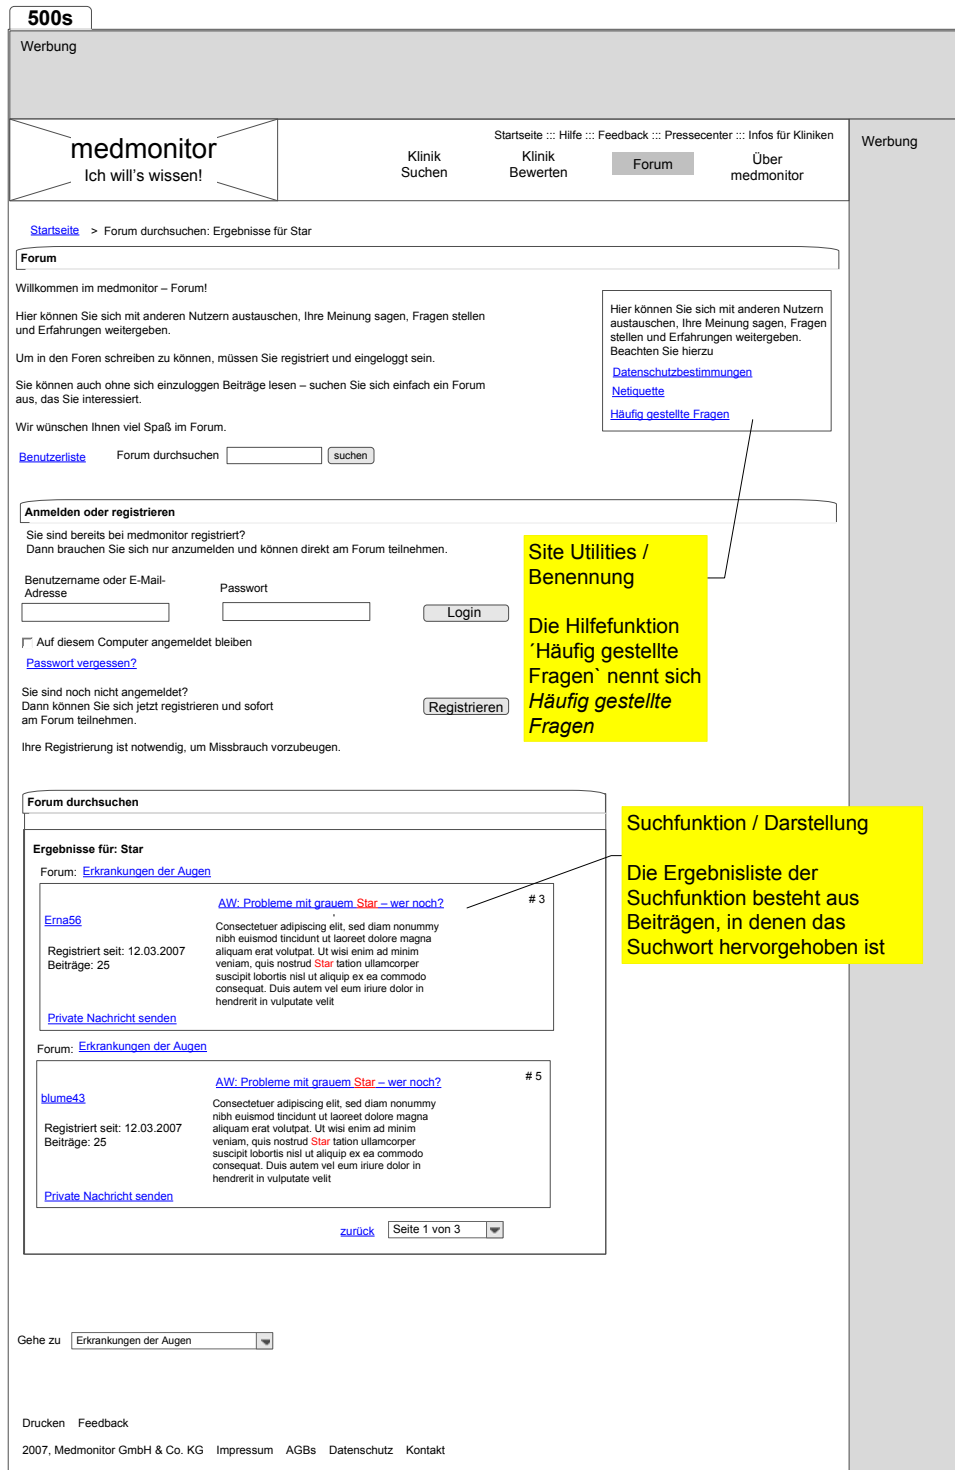 500s
Werbung
medmonitor
Ich will's wissen!
Startseite ::: Hilfe ::: Feedback ::: Pressecenter ::: Infos für Kliniken
Klinik
Suchen
Klinik
Bewerten
Forum
Über
medmonitor
Werbung
Startseite > Forum durchsuchen: Ergebnisse für Star
Forum
Willkommen im medmonitor – Forum!
Hier können Sie sich mit anderen Nutzern austauschen, Ihre Meinung sagen, Fragen stellen
und Erfahrungen weitergeben.
Um in den Foren schreiben zu können, müssen Sie registriert und eingeloggt sein.
Sie können auch ohne sich einzuloggen Beiträge lesen – suchen Sie sich einfach ein Forum
aus, das Sie interessiert.
Wir wünschen Ihnen viel Spaß im Forum.
Hier können Sie sich mit anderen Nutzern
austauschen, Ihre Meinung sagen, Fragen
stellen und Erfahrungen weitergeben.
Beachten Sie hierzu
Datenschutzbestimmungen
Netiquette
Häufig gestellte Fragen
Benutzerliste Forum durchsuchen suchen
Anmelden oder registrieren
Sie sind bereits bei medmonitor registriert?
Dann brauchen Sie sich nur anzumelden und können direkt am Forum teilnehmen.
Benutzername oder E-Mail-
Adresse
Passwort
Login
Auf diesem Computer angemeldet bleiben
Passwort vergessen?
Sie sind noch nicht angemeldet?
Dann können Sie sich jetzt registrieren und sofort
am Forum teilnehmen.
Registrieren
Ihre Registrierung ist notwendig, um Missbrauch vorzubeugen.
Site Utilities /
Benennung
Die Hilfefunktion
´Häufig gestellte
Fragen` nennt sich
Häufig gestellte
Fragen
Forum durchsuchen
Ergebnisse für: Star
Forum: Erkrankungen der Augen
AW: Probleme mit grauem Star – wer noch?
# 3
Erna56
Registriert seit: 12.03.2007
Beiträge: 25
Private Nachricht senden
Consectetuer adipiscing elit, sed diam nonummy
nibh euismod tincidunt ut laoreet dolore magna
aliquam erat volutpat. Ut wisi enim ad minim
veniam, quis nostrud Star tation ullamcorper
suscipit lobortis nisl ut aliquip ex ea commodo
consequat. Duis autem vel eum iriure dolor in
hendrerit in vulputate velit
Suchfunktion / Darstellung
Die Ergebnisliste der
Suchfunktion besteht aus
Beiträgen, in denen das
Suchwort hervorgehoben ist
Forum: Erkrankungen der Augen
AW: Probleme mit grauem Star – wer noch?
# 5
blume43
Registriert seit: 12.03.2007
Beiträge: 25
Private Nachricht senden
Consectetuer adipiscing elit, sed diam nonummy
nibh euismod tincidunt ut laoreet dolore magna
aliquam erat volutpat. Ut wisi enim ad minim
veniam, quis nostrud Star tation ullamcorper
suscipit lobortis nisl ut aliquip ex ea commodo
consequat. Duis autem vel eum iriure dolor in
hendrerit in vulputate velit
zurück Seite 1 von 3
Gehe zu Erkrankungen der Augen
Drucken Feedback
2007, Medmonitor GmbH & Co. KG Impressum AGBs Datenschutz Kontakt